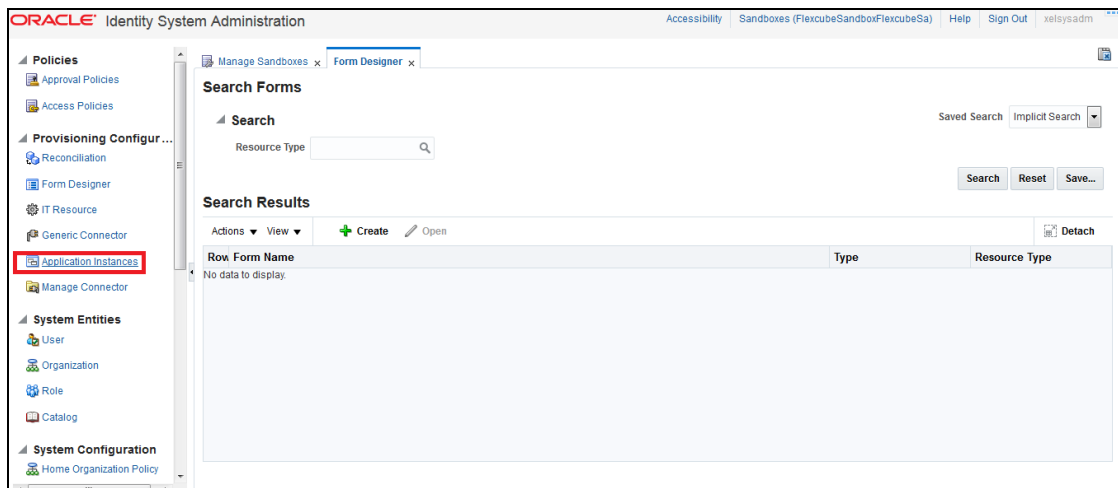 ORACLE' Identity System Administration
Accessibility Sandboxes (FlexcubeSandboxFlexcubeSa) Help Sign Out xelsysadm
Policies
Approval Policies
Access Policies
Provisioning Configur...
Reconciliation
Form Designer
IT Resource
Generic Connector
Application Instances
Manage Connector
System Entities
User
Organization
Role
Catalog
System Configuration
Home Organization Policy
Manage Sandboxes x Form Designer x
Search Forms
Search
Saved Search Implicit Search
Resource Type
Search Reset Save...
Search Results
Actions View Create Open Detach
Row Form Name Type Resource Type
No data to display.